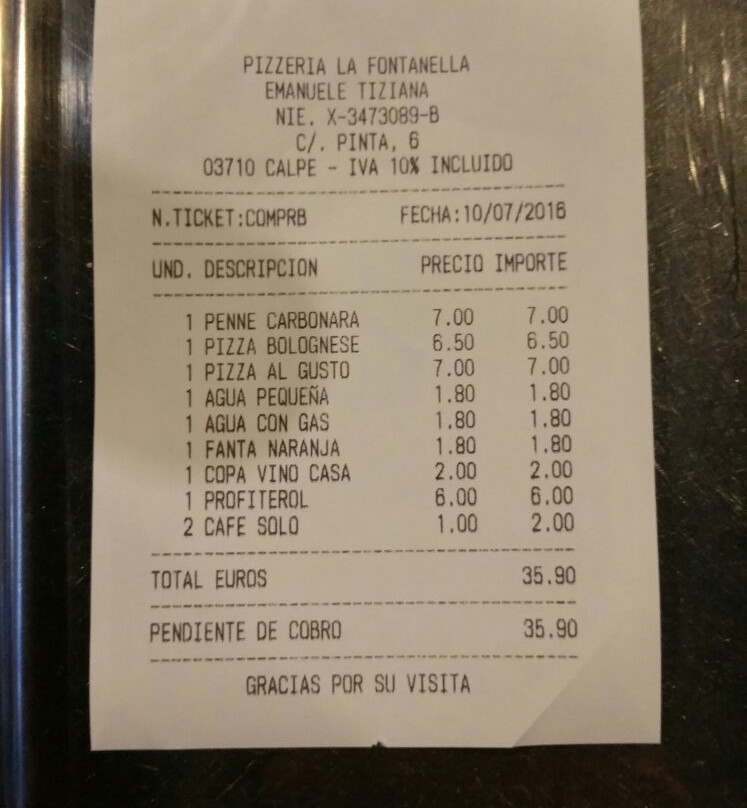 PIZZERIA LA FONTANELLA
EMANUELE TIZIANA
NIE. X-3473089-B
C/. PINTA, 6
03710 CALPE - IVA 10% INCLUIDO
N.TICKET:COMPRB FECHA:10/07/2016
UND. DESCRIPCION PRECIO IMPORTE
1 PENNE CARBONARA 7.00 7.00
1 PIZZA BOLOGNESE 6.50 6.50
1 PIZZA AL GUSTO 7.00 7.00
1 AGUA PEQUEÑA 1.80 1.80
1 AGUA CON GAS 1.80 1.80
1 FANTA NARANJA 1.80 1.80
1 COPA VINO CASA 2.00 2.00
1 PROFITEROL 6.00 6.00
2 CAFE SOLO 1.00 2.00
TOTAL EUROS 35.90
PENDIENTE DE COBRO 35.90
GRACIAS POR SU VISITA